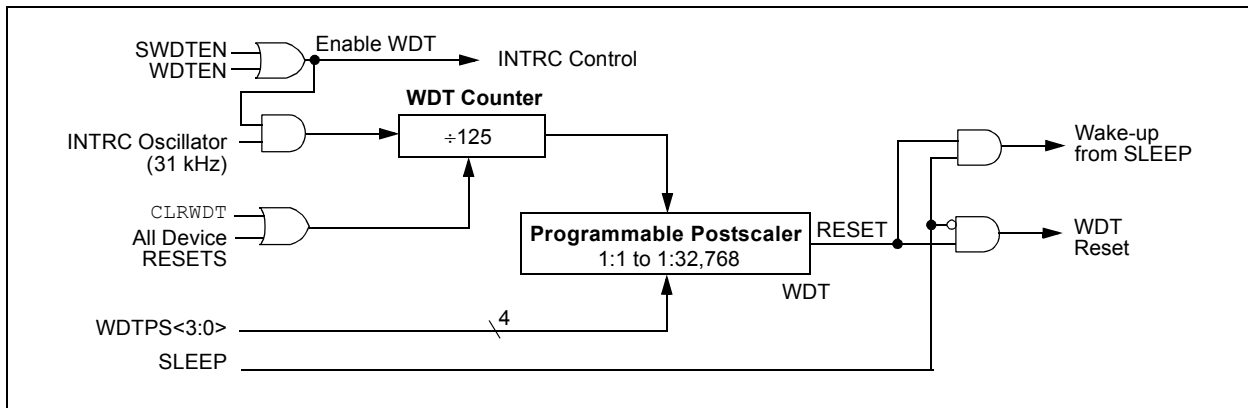 SWDTEN
WDTEN
Enable WDT
INTRC Control
WDT Counter
÷125
INTRC Oscillator
(31 kHz)
Wake-up
from SLEEP
CLRWDT
All Device
RESETS
Programmable Postscaler
1:1 to 1:32,768
RESET
WDT
Reset
WDT
4
WDTPS<3:0>
SLEEP